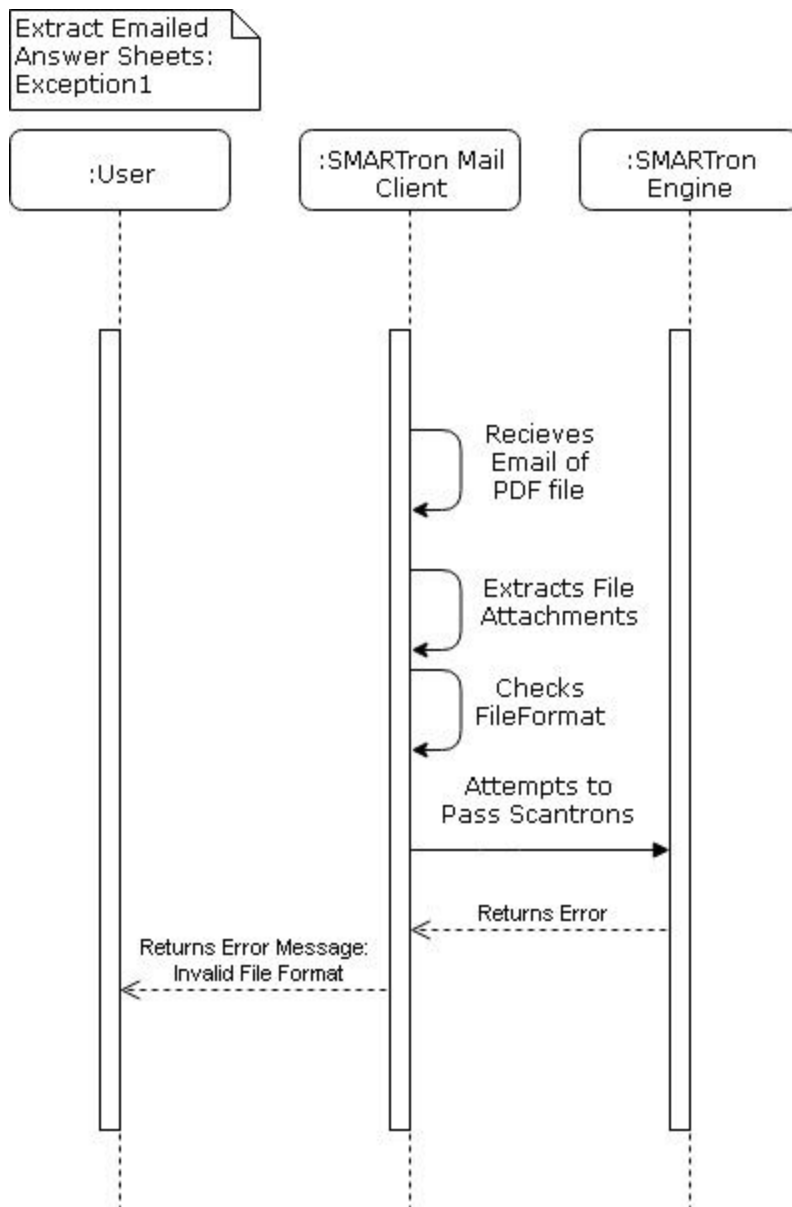 Extract Emailed
Answer Sheets:
Exception1
:User
:SMARTron Mail
Client
:SMARTron
Engine
Recieves
Email of
PDF file
Extracts File
Attachments
Checks
FileFormat
Attempts to
Pass Scantrons
Returns Error
Returns Error Message:
Invalid File Format